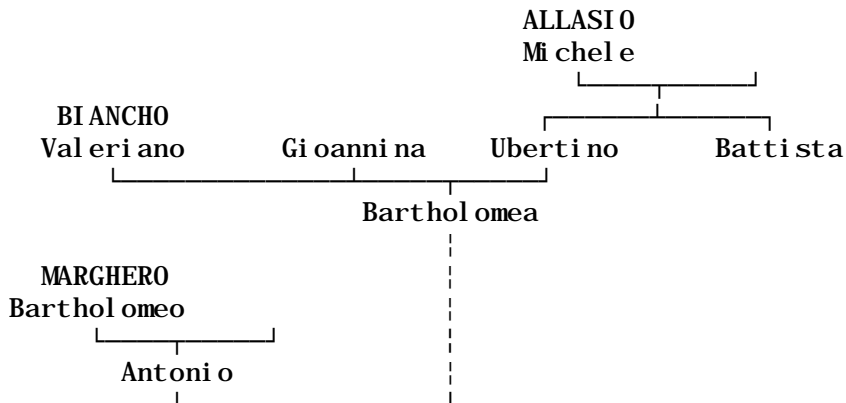 ALLASIO
Michele
BIANCHO
Valeriano Gioannina Ubertino Battista
Bartholomea
MARGHERO
Bartholomeo
Antonio